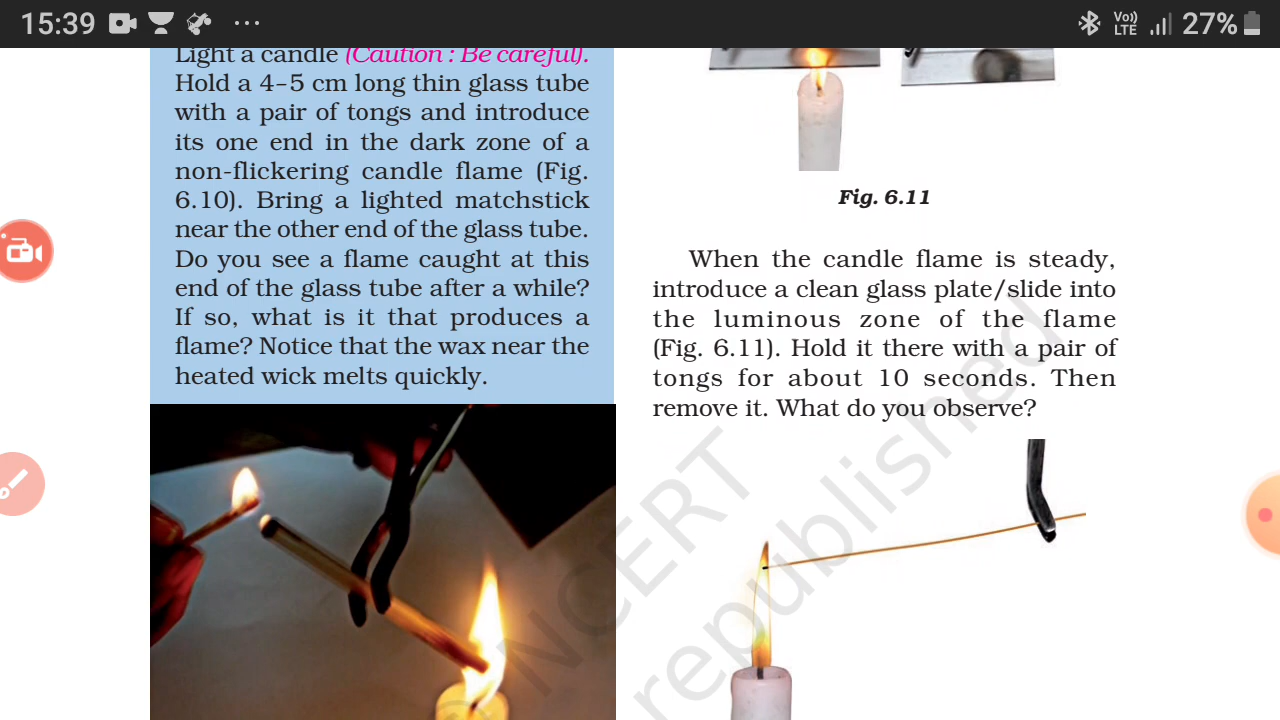 15:39
Vo))
LTE
27%
Light a candle (Caution : Be careful).
Hold a 4–5 cm long thin glass tube
with a pair of tongs and introduce
its one end in the dark zone of a
non-flickering candle flame (Fig.
6.10). Bring a lighted matchstick
near the other end of the glass tube.
Do you see a flame caught at this
end of the glass tube after a while?
If so, what is it that produces a
flame? Notice that the wax near the
heated wick melts quickly.
Fig. 6.11
When the candle flame is steady,
introduce a clean glass plate/slide into
the luminous zone of the flame
(Fig. 6.11). Hold it there with a pair of
tongs for about 10 seconds. Then
remove it. What do you observe?
© NCERT
republished